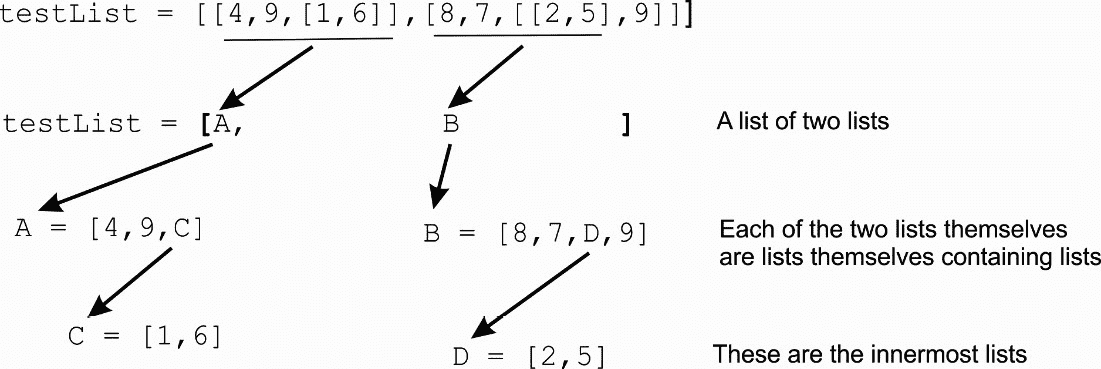 testList = [[4,9,[1,6]],[8,7,[[2,5],9]]]
testList = [A, B ] A list of two lists
A = [4,9,C] B = [8,7,D,9] Each of the two lists themselves
are lists themselves containing lists
C = [1,6]
D = [2,5] These are the innermost lists